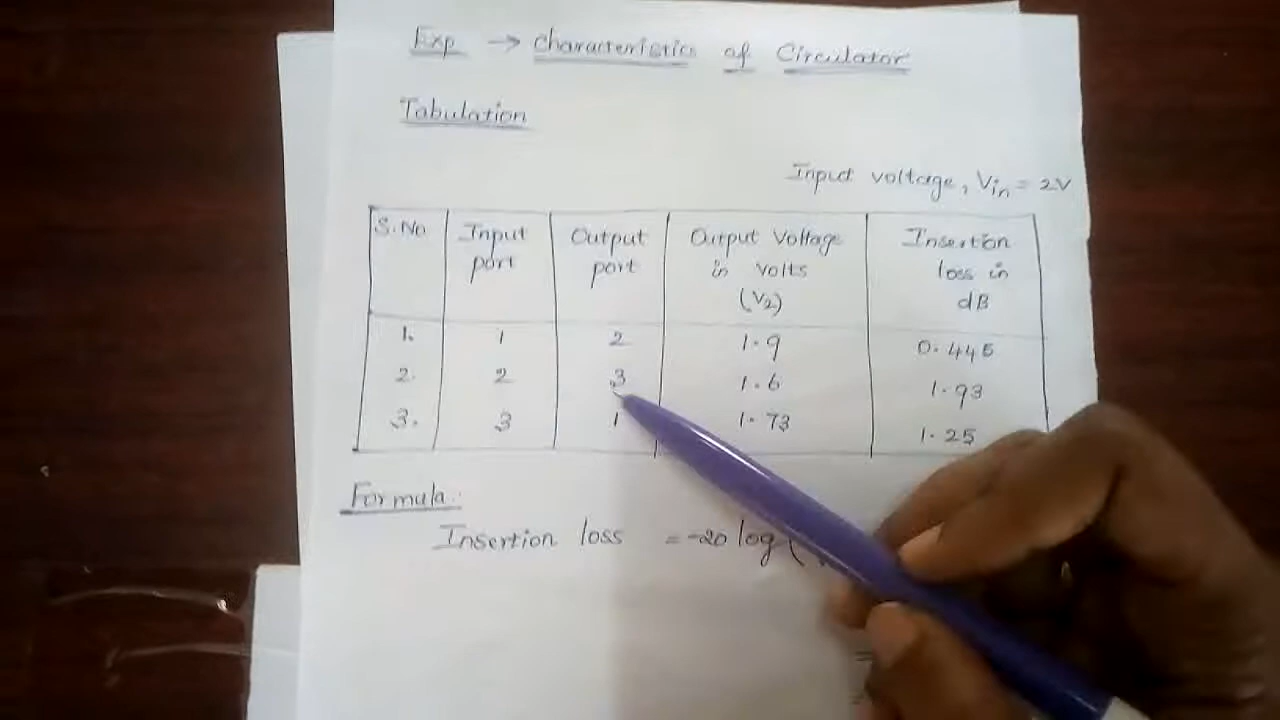 Exp → Characteristics of Circulator
Tabulation
Input voltage, Vin = 2V
S.No Input port Output port Output Voltage in Volts (V2) Insertion loss in dB
1. 1 2 1.9 0.445
2. 2 3 1.6 1.93
3. 3 1 1.73 1.25
Formula:
Insertion loss = -20 log (